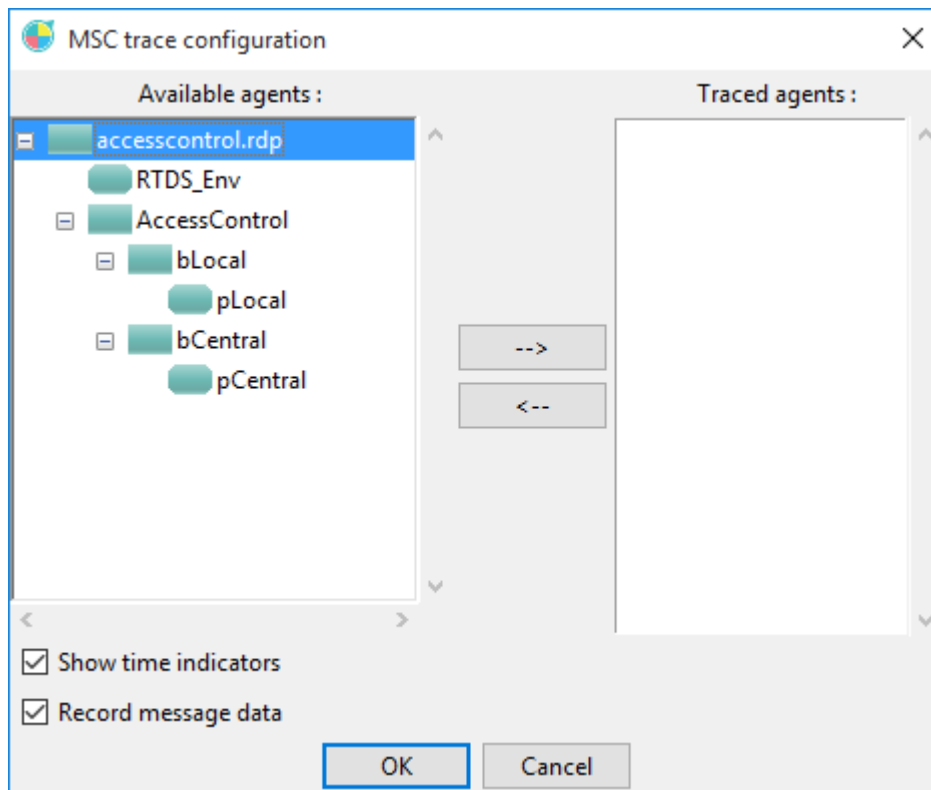 MSC trace configuration
Available agents :
Traced agents :
accesscontrol.rdp
RTDS_Env
AccessControl
bLocal
pLocal
bCentral
pCentral
-->
<--
Show time indicators
Record message data
OK
Cancel